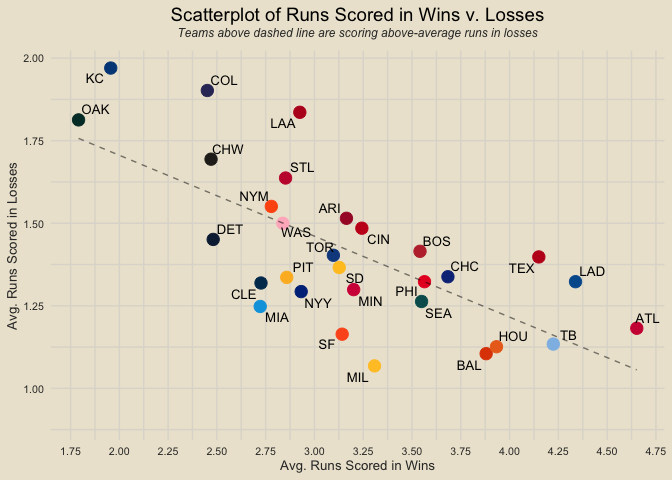 Scatterplot of Runs Scored in Wins v. Losses
Teams above dashed line are scoring above-average runs in losses
2.00
KC
COL
OAK
LAA
1.75
CHW
STL
NYM
ARI
1.50
WAS
CIN
DET
TOR
BOS
PIT
SD
CHC
TEX
LAD
CLE
NYY
MIN
PHI
1.25
MIA
SEA
ATL
SF
HOU
TB
BAL
MIL
1.00
Avg. Runs Scored in Losses
1.75 2.00 2.25 2.50 2.75 3.00 3.25 3.50 3.75 4.00 4.25 4.50 4.75
Avg. Runs Scored in Wins